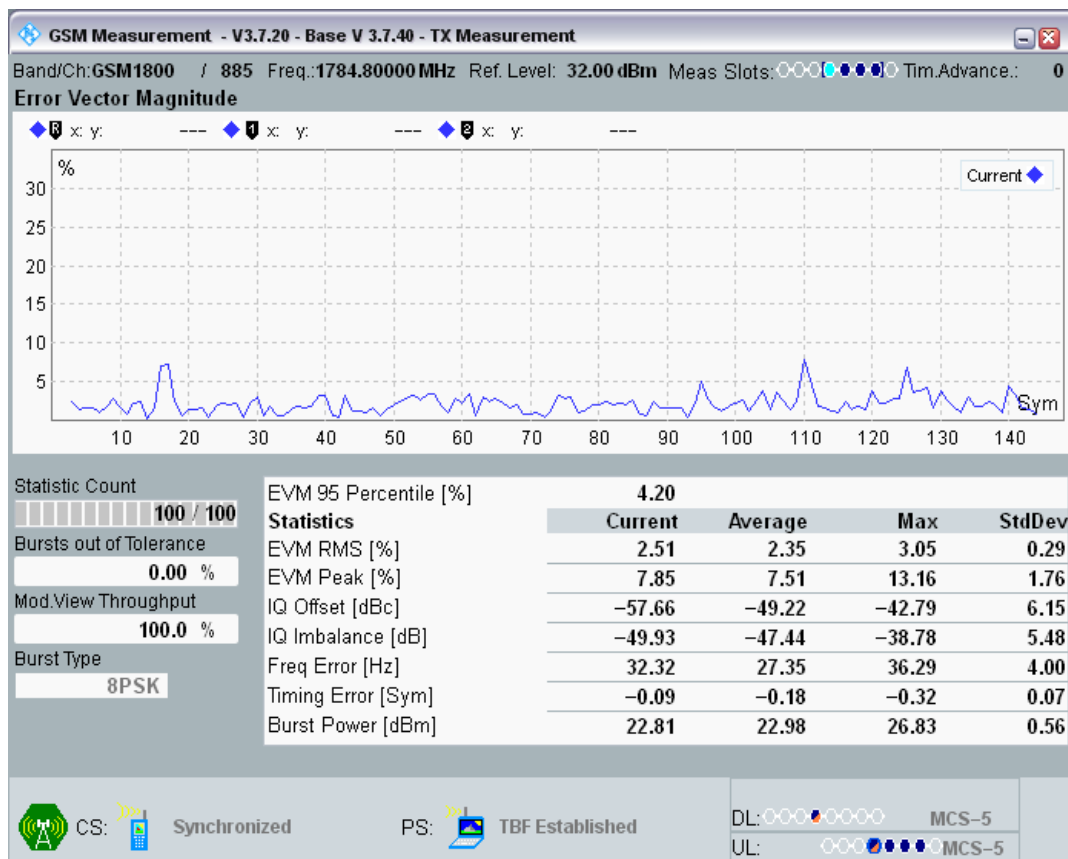 GSM Measurement - V3.7.20 - Base V 3.7.40 - TX Measurement
Band/Ch:GSM1800 / 885 Freq.:1784.80000 MHz Ref. Level: 32.00 dBm Meas Slots: Tim.Advance.: 0
Error Vector Magnitude
R x: y: --- 1 x: y: --- 2 x: y: ---
%
Current
30
25
20
15
10
5
Sym
10 20 30 40 50 60 70 80 90 100 110 120 130 140
Statistic Count
100 / 100
Bursts out of Tolerance
0.00 %
Mod.View Throughput
100.0 %
Burst Type
8PSK
EVM 95 Percentile [%] 4.20
Statistics Current Average Max StdDev
EVM RMS [%] 2.51 2.35 3.05 0.29
EVM Peak [%] 7.85 7.51 13.16 1.76
IQ Offset [dBc] −57.66 −49.22 −42.79 6.15
IQ Imbalance [dB] −49.93 −47.44 −38.78 5.48
Freq Error [Hz] 32.32 27.35 36.29 4.00
Timing Error [Sym] −0.09 −0.18 −0.32 0.07
Burst Power [dBm] 22.81 22.98 26.83 0.56
CS: Synchronized PS: TBF Established
DL: MCS−5
UL: MCS−5